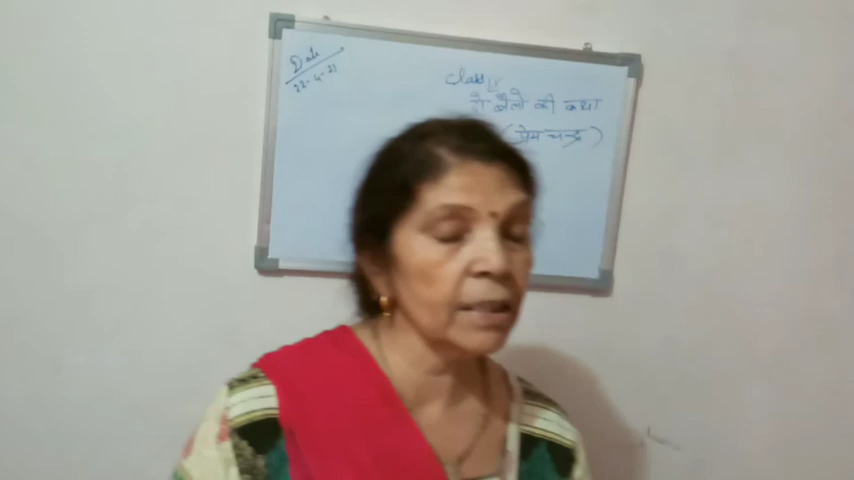 Date
22-4-21
Class IX
दो बैलो की कथा
(प्रेमचन्द्र)